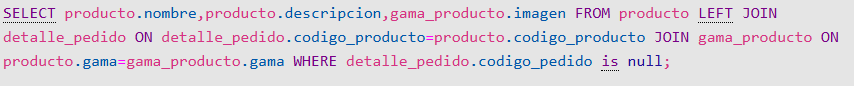 SELECT producto.nombre,producto.descripcion,gama_producto.imagen FROM producto LEFT JOIN
detalle_pedido ON detalle_pedido.codigo_producto=producto.codigo_producto JOIN gama_producto ON
producto.gama=gama_producto.gama WHERE detalle_pedido.codigo_pedido is null;